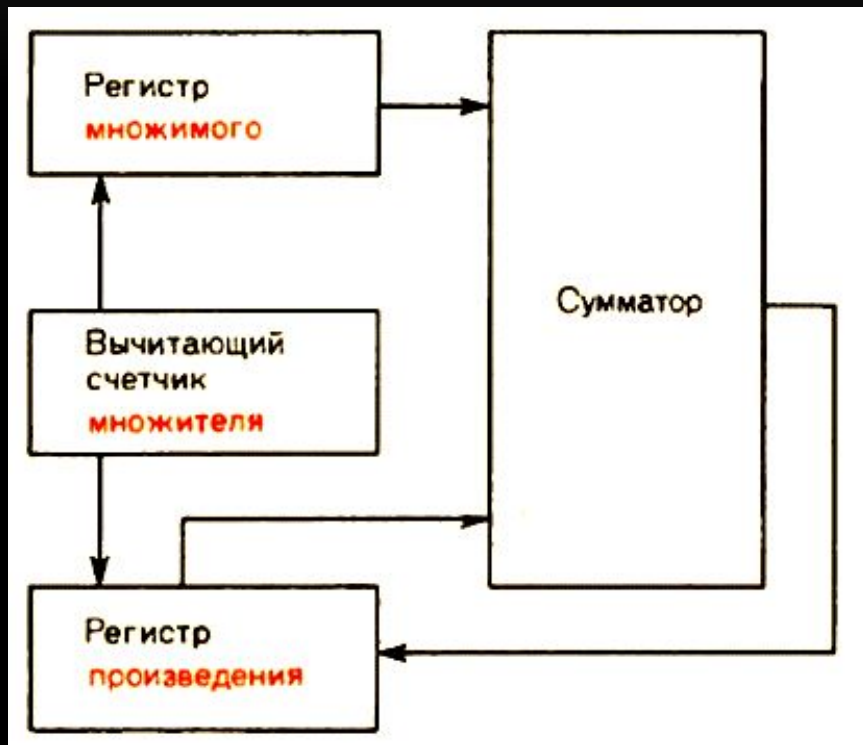 Регистр
множимого
Сумматор
Вычитающий
счетчик
множителя
Регистр
произведения